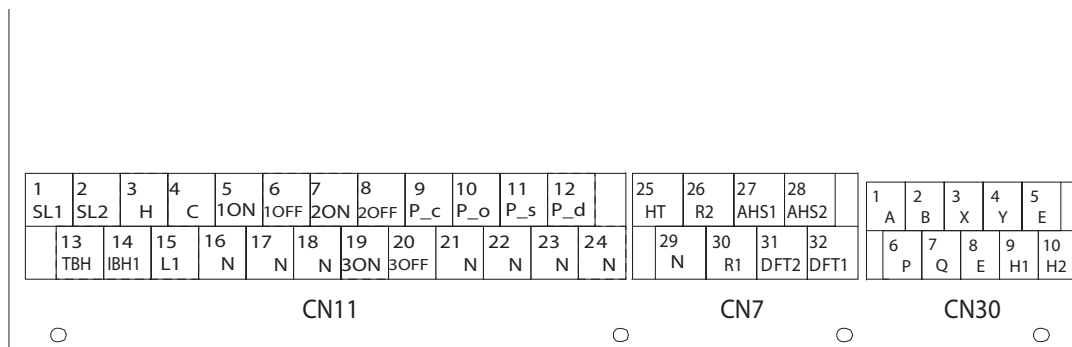 1 2 3 4 5 6 7 8 9 10 11 12
SL1 SL2 H C 1ON 1OFF 2ON 2OFF P_c P_o P_s P_d
13 14 15 16 17 18 19 20 21 22 23 24
TBH IBH1 L1 N N N 3ON 3OFF N N N N
CN11
25 26 27 28
HT R2 AHS1 AHS2
29 30 31 32
N R1 DFT2 DFT1
CN7
1 2 3 4 5
A B X Y E
6 7 8 9 10
P Q E H1 H2
CN30